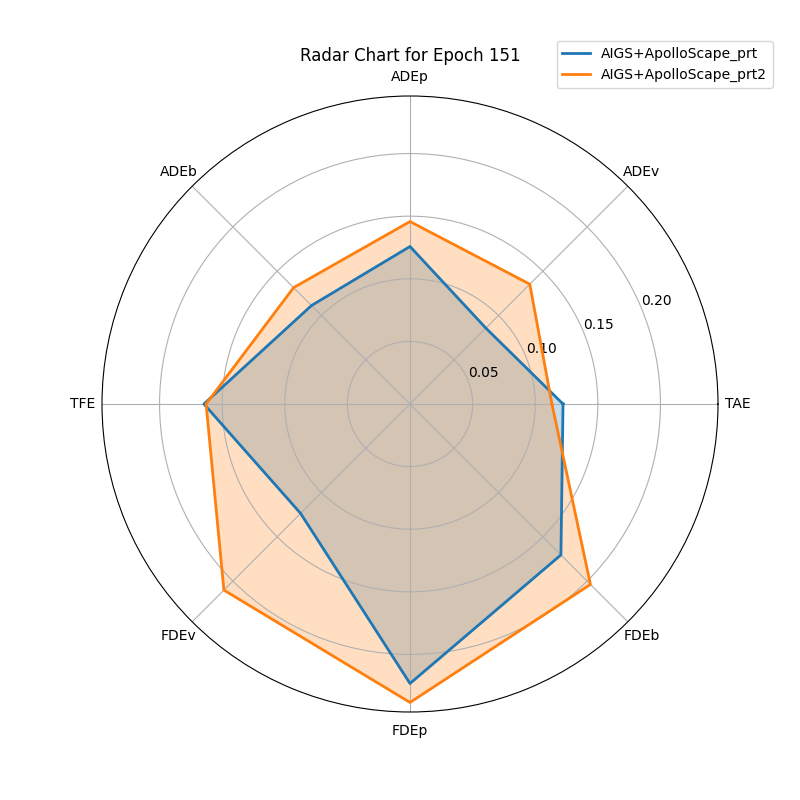 Radar Chart for Epoch 151
AIGS+ApolloScape_prt
AIGS+ApolloScape_prt2
ADEp
ADEb
ADEv
0.20
0.15
0.10
0.05
TFE
TAE
FDEv
FDEb
FDEp